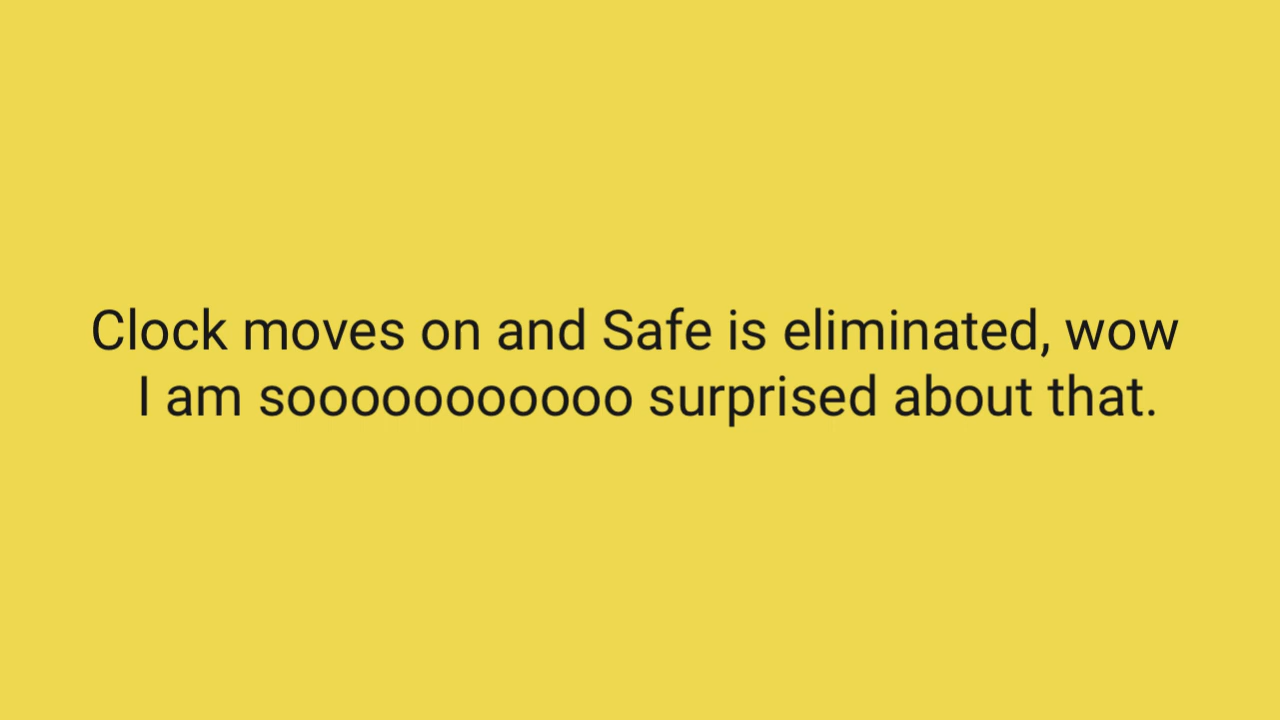 Clock moves on and Safe is eliminated, wow
I am sooooooooooo surprised about that.